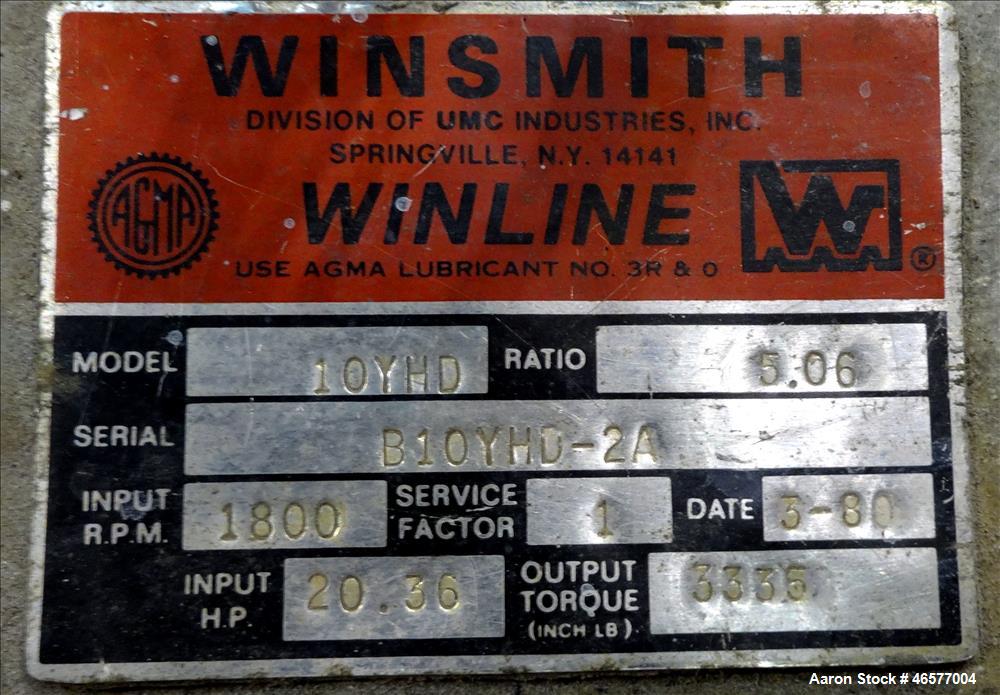 WINSMITH
DIVISION OF UMC INDUSTRIES, INC.
SPRINGVILLE, N.Y. 14141
AGMA
WINLINE
W
®
USE AGMA LUBRICANT NO. 3R & 0
MODEL 10YHD RATIO 5.06
SERIAL B10YHD-2A
INPUT R.P.M. 1800 SERVICE FACTOR 1 DATE 3-80
INPUT H.P. 20.36 OUTPUT TORQUE (INCH LB) 3335
Aaron Stock # 46577004